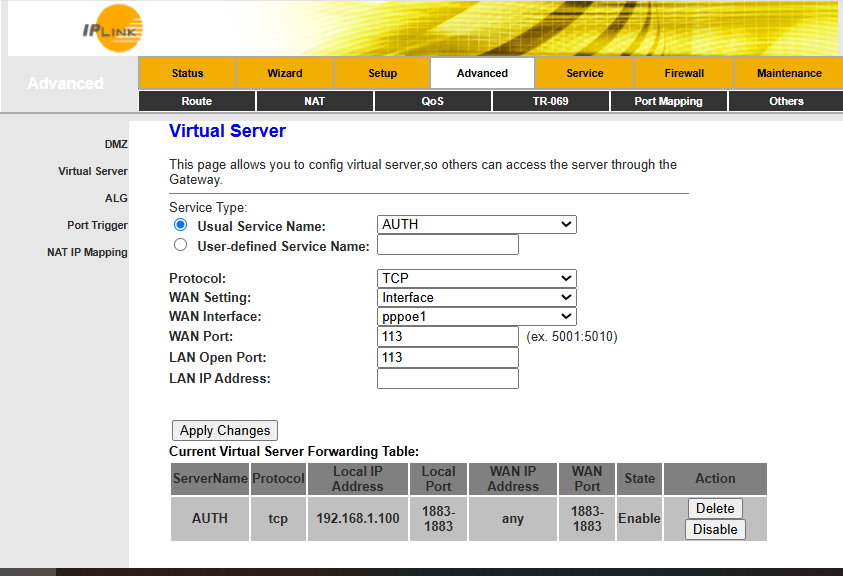 IPLINK
Advanced
Status Wizard Setup Advanced Service Firewall Maintenance
Route NAT QoS TR-069 Port Mapping Others
DMZ
Virtual Server
ALG
Port Trigger
NAT IP Mapping
Virtual Server
This page allows you to config virtual server,so others can access the server through the
Gateway.
Service Type:
Usual Service Name: AUTH
User-defined Service Name:
Protocol: TCP
WAN Setting: Interface
WAN Interface: pppoe1
WAN Port: 113 (ex. 5001:5010)
LAN Open Port: 113
LAN IP Address:
Apply Changes
Current Virtual Server Forwarding Table:
ServerName Protocol Local IP Address Local Port WAN IP Address WAN Port State Action
AUTH tcp 192.168.1.100 1883-1883 any 1883-1883 Enable Delete Disable